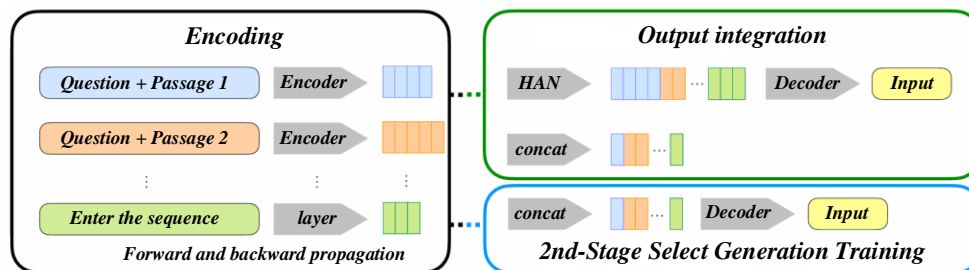 Encoding
Question + Passage 1
Encoder
Question + Passage 2
Encoder
Enter the sequence
layer
Forward and backward propagation
Output integration
HAN
Decoder
Input
concat
concat
Decoder
Input
2nd-Stage Select Generation Training